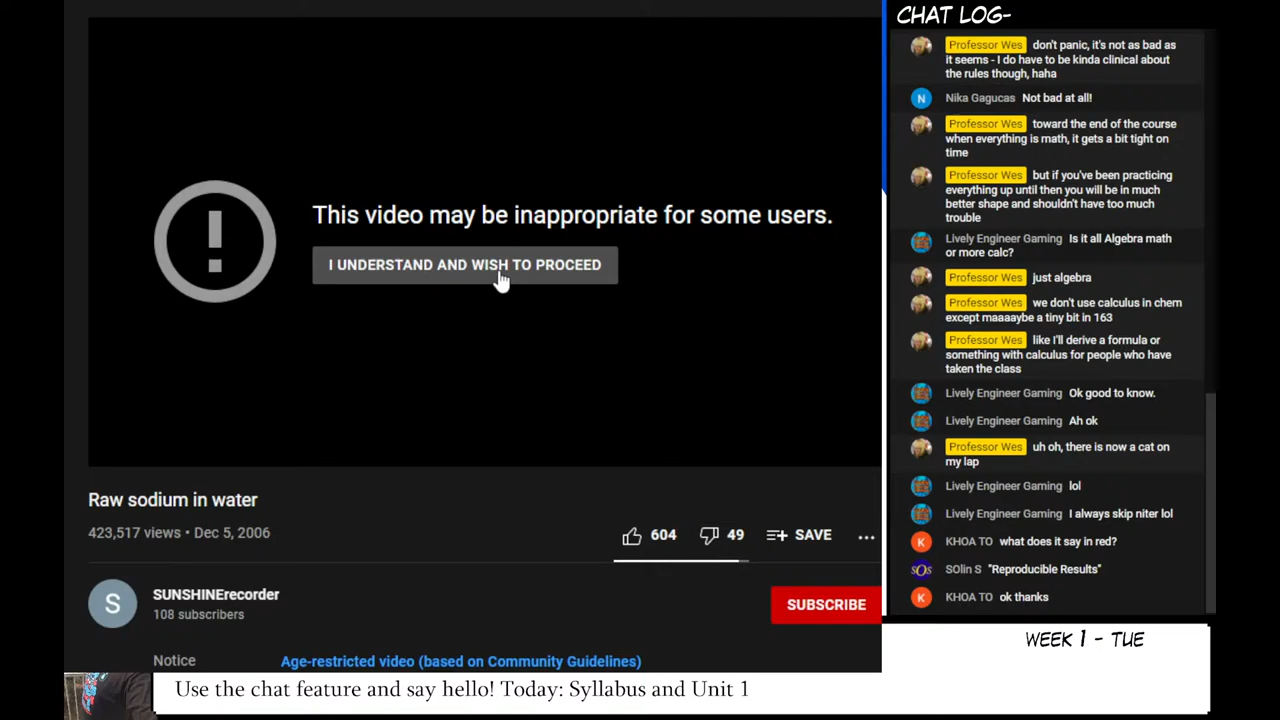 This video may be inappropriate for some users.
I UNDERSTAND AND WISH TO PROCEED
Raw sodium in water
423,517 views • Dec 5, 2006
604
49
SAVE
S
SUNSHINErecorder
108 subscribers
SUBSCRIBE
Notice
Age-restricted video (based on Community Guidelines)
CHAT LOG-
Professor Wes don't panic, it's not as bad as
it seems - I do have to be kinda clinical about
the rules though, haha
N Nika Gagucas Not bad at all!
Professor Wes toward the end of the course
when everything is math, it gets a bit tight on
time
Professor Wes but if you've been practicing
everything up until then you will be in much
better shape and shouldn't have too much
trouble
Lively Engineer Gaming Is it all Algebra math
or more calc?
Professor Wes just algebra
Professor Wes we don't use calculus in chem
except maaaaybe a tiny bit in 163
Professor Wes like I'll derive a formula or
something with calculus for people who have
taken the class
Lively Engineer Gaming Ok good to know.
Lively Engineer Gaming Ah ok
Professor Wes uh oh, there is now a cat on
my lap
Lively Engineer Gaming lol
Lively Engineer Gaming I always skip niter lol
K KHOA TO what does it say in red?
SOS SOlin S "Reproducible Results"
K KHOA TO ok thanks
WEEK 1 - TUE
Use the chat feature and say hello! Today: Syllabus and Unit 1